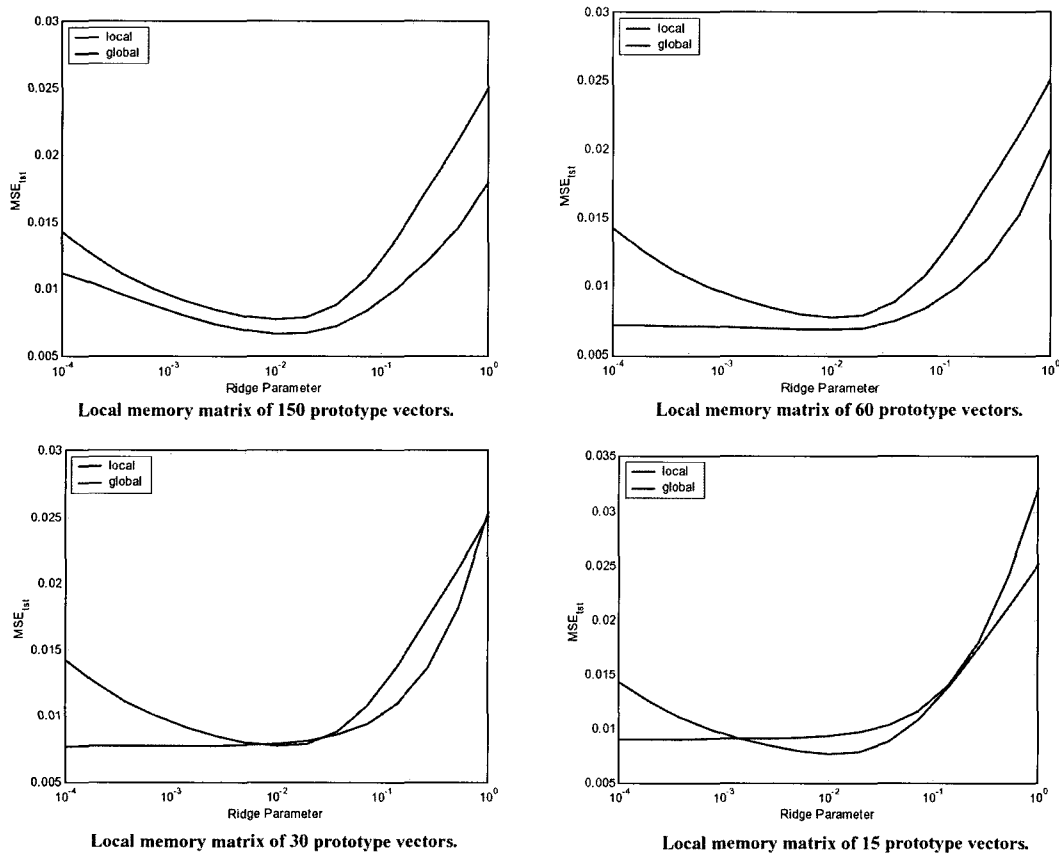 0.03
local
global
0.025
0.02
MSE_tst
0.015
0.01
0.005
10^-4
10^-3
10^-2
10^-1
10^0
Ridge Parameter
Local memory matrix of 150 prototype vectors.
0.03
local
global
0.025
0.02
MSE_tst
0.015
0.01
0.005
10^-4
10^-3
10^-2
10^-1
10^0
Ridge Parameter
Local memory matrix of 60 prototype vectors.
0.03
local
global
0.025
0.02
MSE_tst
0.015
0.01
0.005
10^-4
10^-3
10^-2
10^-1
10^0
Ridge Parameter
Local memory matrix of 30 prototype vectors.
0.035
local
global
0.03
0.025
0.02
MSE_tst
0.015
0.01
0.005
10^-4
10^-3
10^-2
10^-1
10^0
Ridge Parameter
Local memory matrix of 15 prototype vectors.